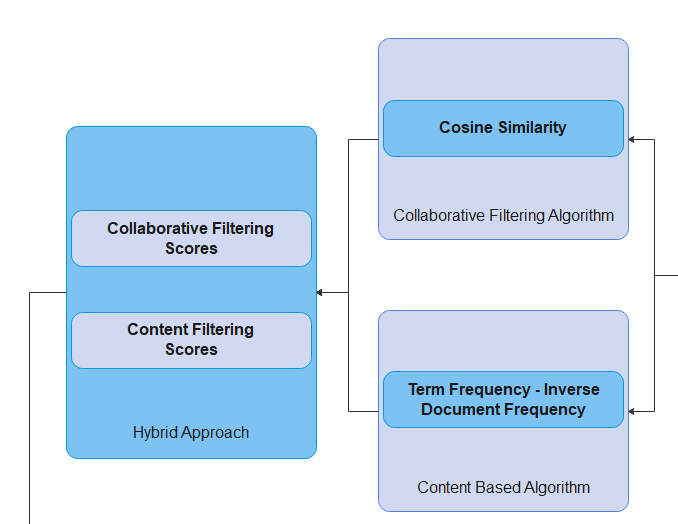 Cosine Similarity
Collaborative Filtering Algorithm
Collaborative Filtering
Scores
Content Filtering
Scores
Hybrid Approach
Term Frequency - Inverse
Document Frequency
Content Based Algorithm